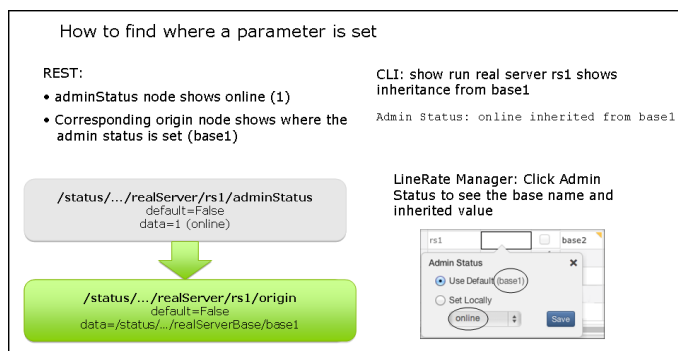 How to find where a parameter is set
REST:
• adminStatus node shows online (1)
• Corresponding origin node shows where the
admin status is set (base1)
/status/.../realServer/rs1/adminStatus
default=False
data=1 (online)
/status/.../realServer/rs1/origin
default=False
data=/status/.../realServerBase/base1
CLI: show run real server rs1 shows
inheritance from base1
Admin Status: online inherited from base1
LineRate Manager: Click Admin
Status to see the base name and
inherited value
rs1 base2
Admin Status
Use Default (base1)
Set Locally
online Save